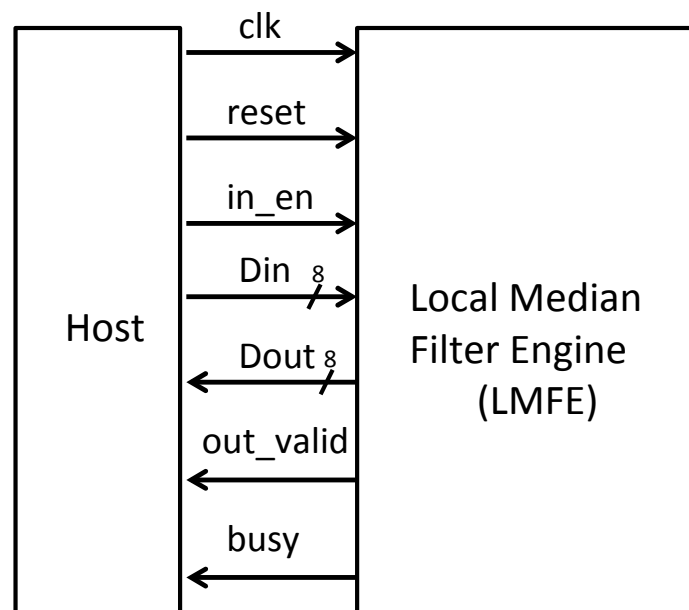 clk
reset
in_en
Din 8
Host
Dout 8
out_valid
busy
Local Median
Filter Engine
(LMFE)